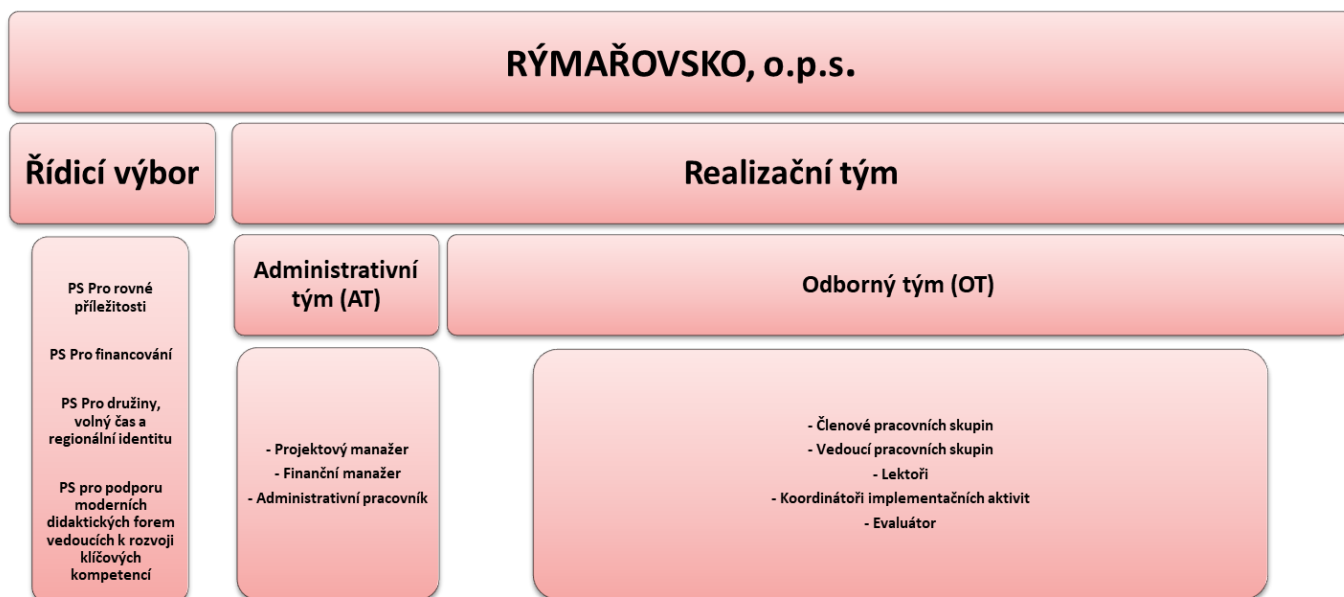 RÝMAŘOVSKO, o.p.s.
Řídicí výbor
Realizační tým
PS Pro rovné
příležitosti
PS Pro financování
PS Pro družiny,
volný čas a
regionální identitu
PS pro podporu
moderních
didaktických forem
vedoucích k rozvoji
klíčových
kompetencí
Administrativní
tým (AT)
Odborný tým (OT)
- Projektový manažer
- Finanční manažer
- Administrativní pracovník
- Členové pracovních skupin
- Vedoucí pracovních skupin
- Lektoři
- Koordinátoři implementačních aktivit
- Evaluátor